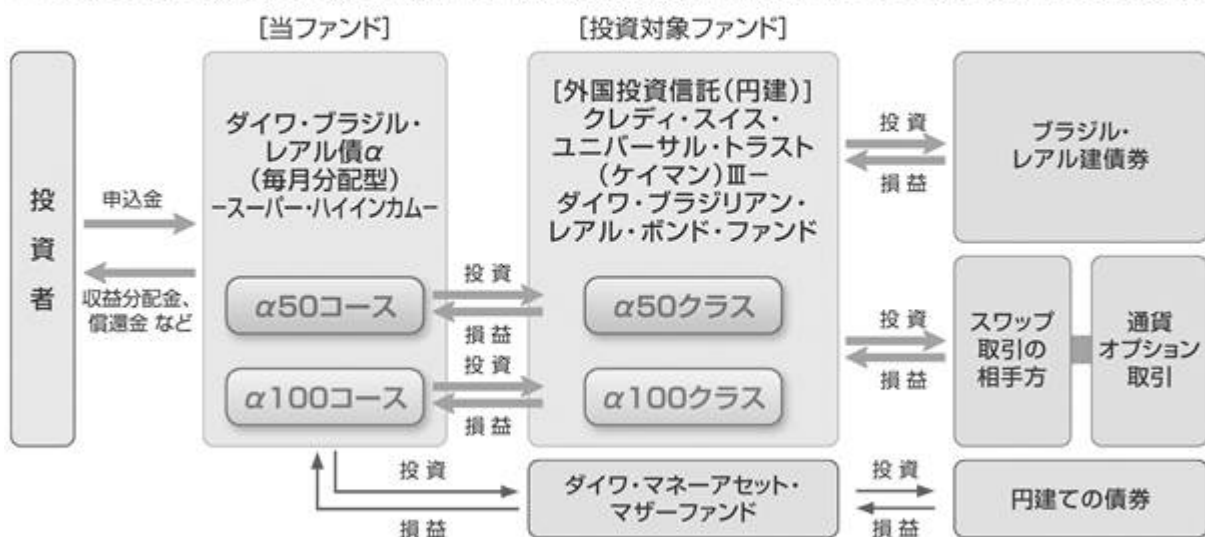 [当ファンド]
[投資対象ファンド]
投資者
申込金
収益分配金、
償還金 など
ダイワ・ブラジル・
レアル債α
(毎月分配型)
-スーパー・ハイインカム-
α50コース
α100コース
投資
損益
投資
損益
[外国投資信託(円建)]
クレディ・スイス・
ユニバーサル・トラスト
(ケイマン)Ⅲ-
ダイワ・ブラジリアン・
レアル・ボンド・ファンド
α50クラス
α100クラス
投資
損益
ブラジル・
レアル建債券
投資
損益
スワップ
取引の
相手方
通貨
オプション
取引
投資
損益
ダイワ・マネーアセット・
マザーファンド
投資
損益
円建ての債券